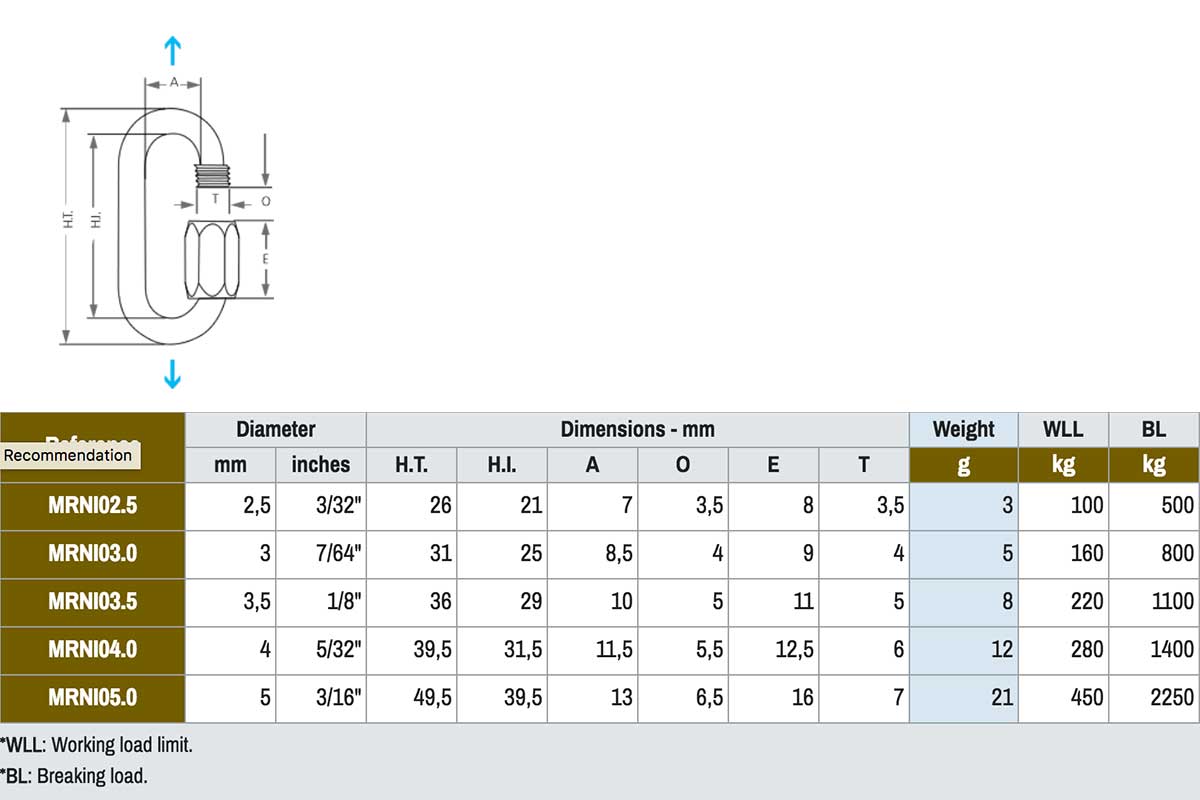 A
H.T.
H.I.
T
O
E
Diameter Dimensions - mm Weight WLL BL
Recommendation
mm inches H.T. H.I. A O E T g kg kg
MRNI02.5 2,5 3/32" 26 21 7 3,5 8 3,5 3 100 500
MRNI03.0 3 7/64" 31 25 8,5 4 9 4 5 160 800
MRNI03.5 3,5 1/8" 36 29 10 5 11 5 8 220 1100
MRNI04.0 4 5/32" 39,5 31,5 11,5 5,5 12,5 6 12 280 1400
MRNI05.0 5 3/16" 49,5 39,5 13 6,5 16 7 21 450 2250
*WLL: Working load limit.
*BL: Breaking load.